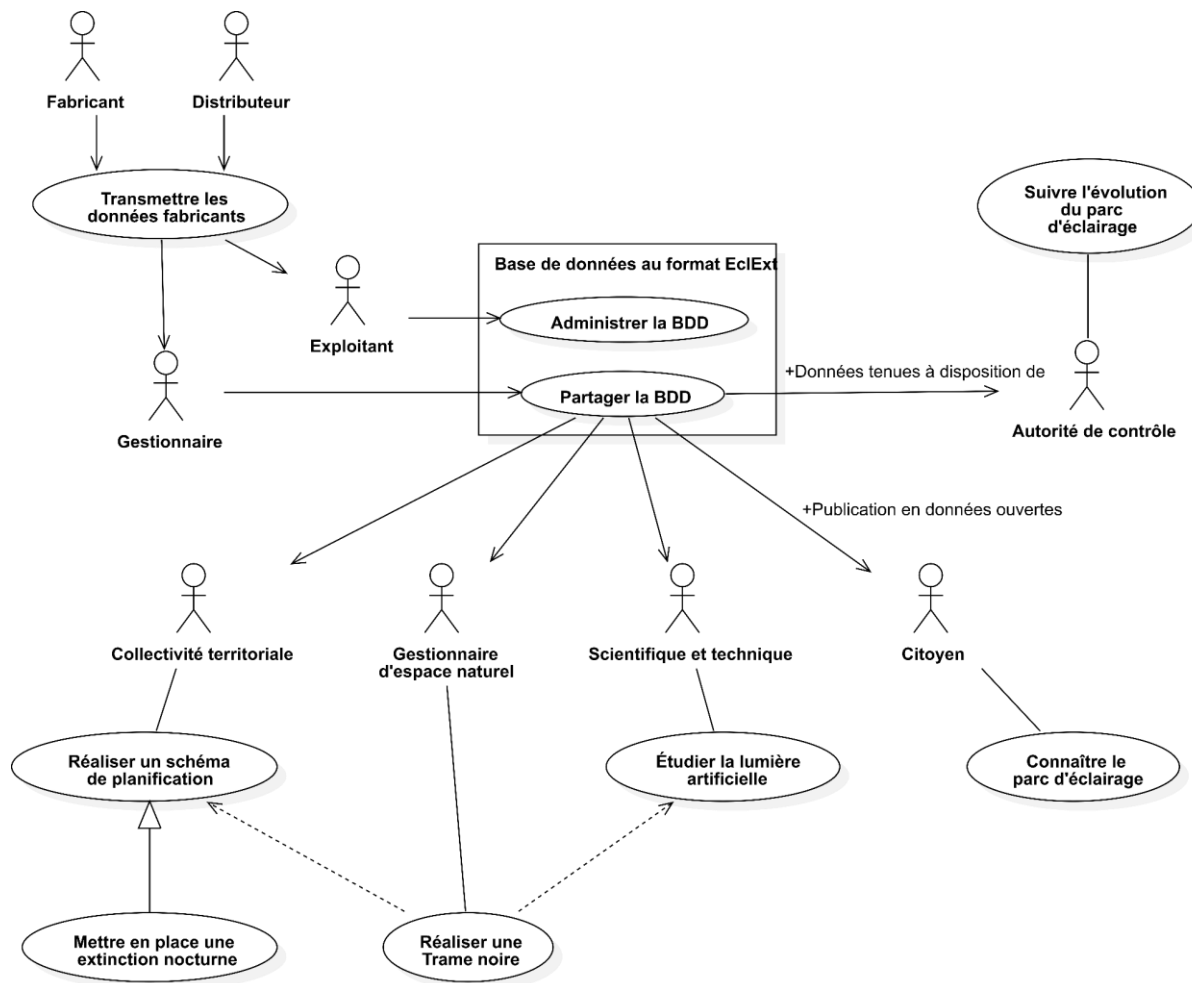 Fabricant
Distributeur
Transmettre les
données fabricants
Suivre l'évolution
du parc
d'éclairage
Base de données au format EclExt
Administrer la BDD
Exploitant
+Données tenues à disposition de
Partager la BDD
Gestionnaire
Autorité de contrôle
+Publication en données ouvertes
Collectivité territoriale
Gestionnaire
d'espace naturel
Scientifique et technique
Citoyen
Réaliser un schéma
de planification
Étudier la lumière
artificielle
Connaître le
parc d'éclairage
Mettre en place une
extinction nocturne
Réaliser une
Trame noire